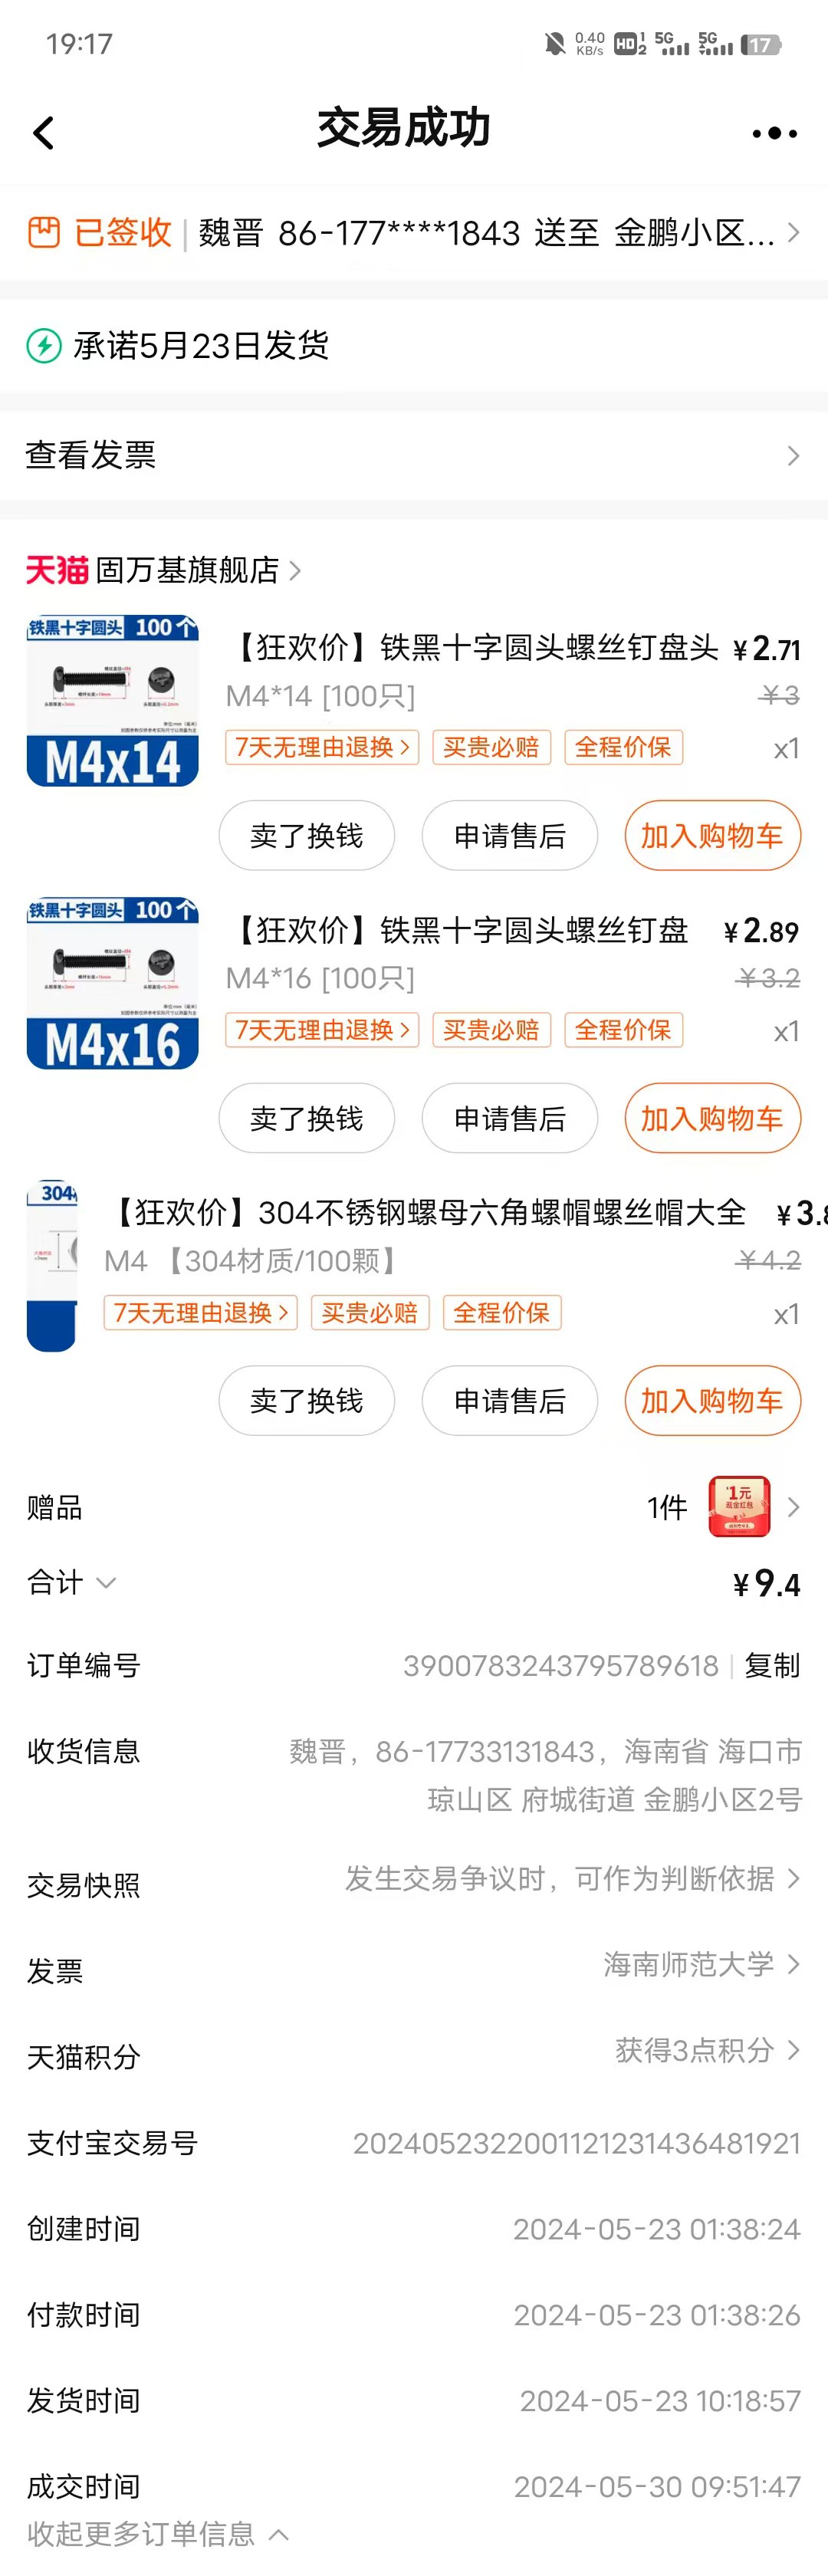 19:17
0.40 KB/s HD 1 2 5G 5G 17
交易成功
已签收 | 魏晋 86-177****1843 送至 金鹏小区...
承诺5月23日发货
查看发票
天猫 固万基旗舰店
铁黑十字圆头 100个
M4x14
【狂欢价】铁黑十字圆头螺丝钉盘头 ¥2.71
M4*14 [100只] ¥3
7天无理由退换 买贵必赔 全程价保 x1
卖了换钱 申请售后 加入购物车
铁黑十字圆头 100个
M4x16
【狂欢价】铁黑十字圆头螺丝钉盘 ¥2.89
M4*16 [100只] ¥3.2
7天无理由退换 买贵必赔 全程价保 x1
卖了换钱 申请售后 加入购物车
304
【狂欢价】304不锈钢螺母六角螺帽螺丝帽大全 ¥3.8
M4 【304材质/100颗】 ¥4.2
7天无理由退换 买贵必赔 全程价保 x1
卖了换钱 申请售后 加入购物车
赠品 1件 1元 现金红包
合计 ¥9.4
订单编号 3900783243795789618 | 复制
收货信息 魏晋，86-17733131843，海南省 海口市
琼山区 府城街道 金鹏小区2号
交易快照 发生交易争议时，可作为判断依据
发票 海南师范大学
天猫积分 获得3点积分
支付宝交易号 2024052322001121231436481921
创建时间 2024-05-23 01:38:24
付款时间 2024-05-23 01:38:26
发货时间 2024-05-23 10:18:57
成交时间 2024-05-30 09:51:47
收起更多订单信息